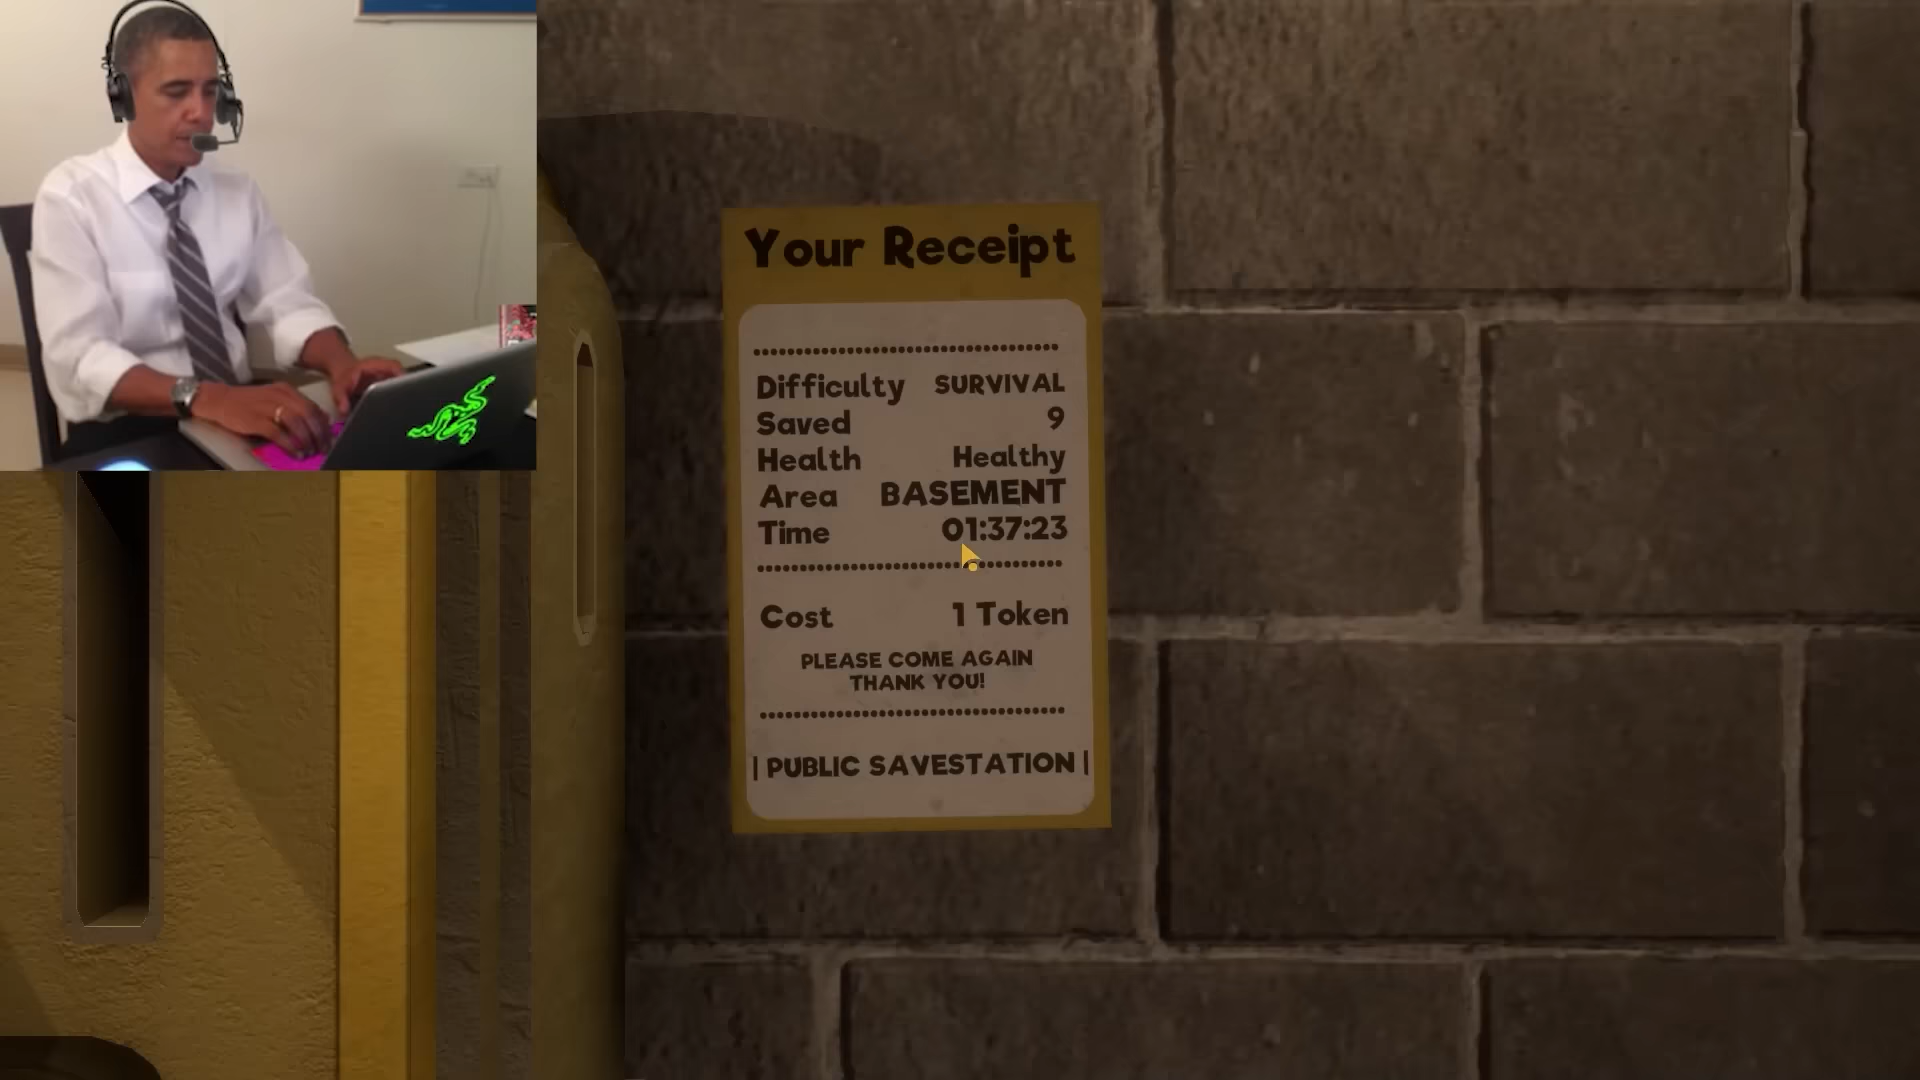 Your Receipt
Difficulty SURVIVAL
Saved 9
Health Healthy
Area BASEMENT
Time 01:37:23
Cost 1 Token
PLEASE COME AGAIN
THANK YOU!
| PUBLIC SAVESTATION |